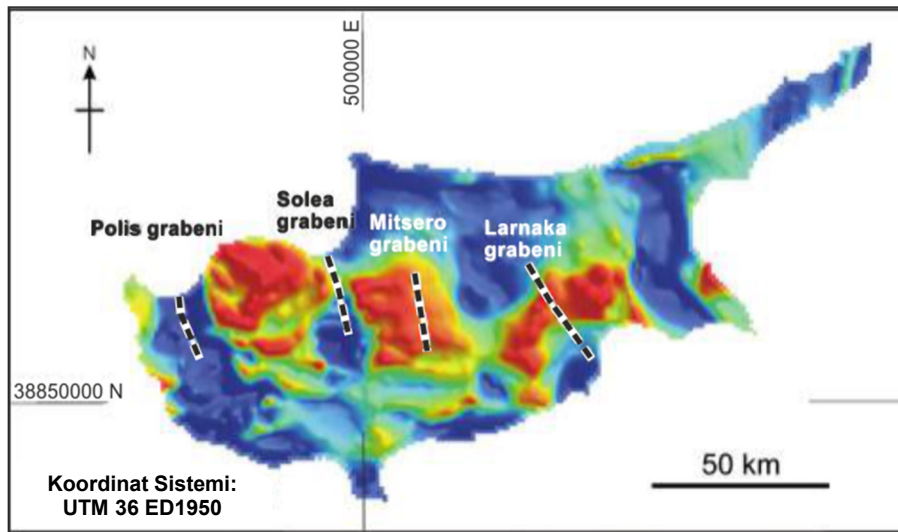 N
500000 E
Solea
grabeni
Polis grabeni
Mitsero
grabeni
Larnaka
grabeni
38850000 N
50 km
Koordinat Sistemi:
UTM 36 ED1950